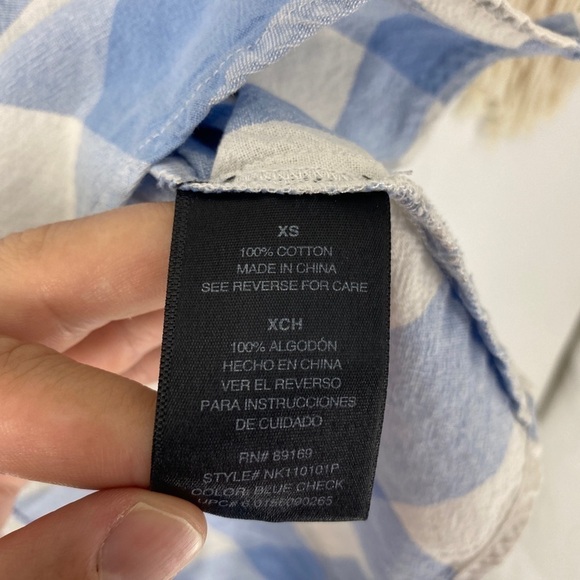 XS
100% COTTON
MADE IN CHINA
SEE REVERSE FOR CARE
XCH
100% ALGODÓN
HECHO EN CHINA
VER EL REVERSO
PARA INSTRUCCIONES
DE CUIDADO
RN# 89169
STYLE# NK110101P
COLOR: BLUE CHECK